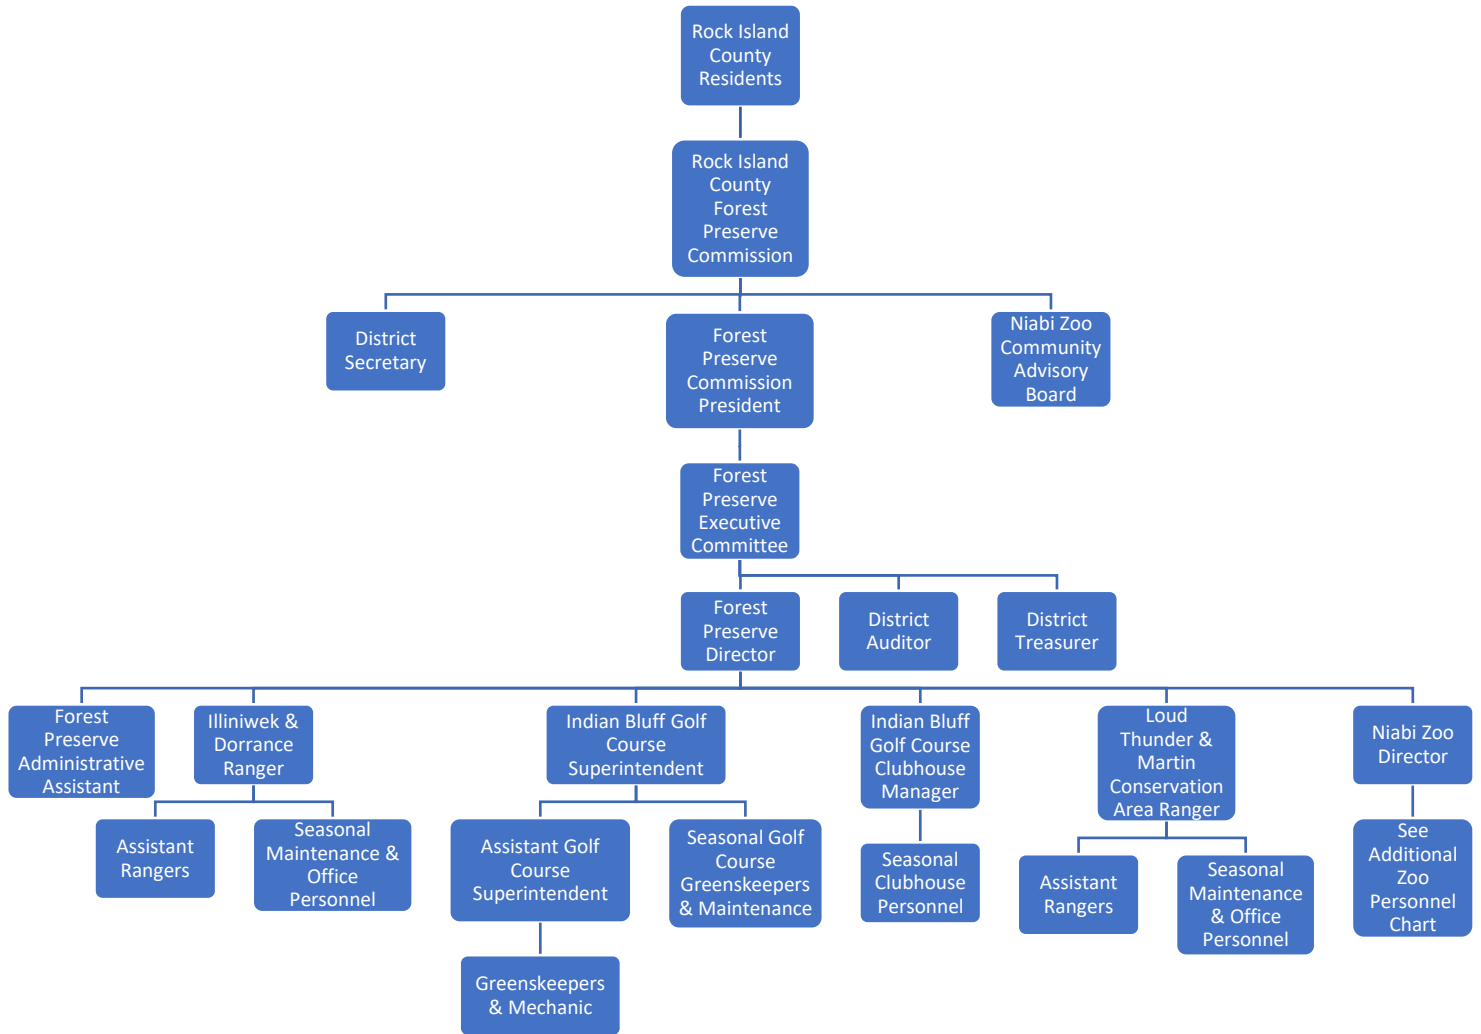 Rock Island
County
Residents
Rock Island
County
Forest
Preserve
Commission
District
Secretary
Forest
Preserve
Commission
President
Niabi Zoo
Community
Advisory
Board
Forest
Preserve
Executive
Committee
Forest
Preserve
Director
District
Auditor
District
Treasurer
Forest
Preserve
Administrative
Assistant
Illiniwek &
Dorrance
Ranger
Indian Bluff Golf
Course
Superintendent
Indian Bluff
Golf Course
Clubhouse
Manager
Loud
Thunder &
Martin
Conservation
Area Ranger
Niabi Zoo
Director
Assistant
Rangers
Seasonal
Maintenance &
Office
Personnel
Assistant Golf
Course
Superintendent
Seasonal Golf
Course
Greenskeepers
& Maintenance
Seasonal
Clubhouse
Personnel
Assistant
Rangers
Seasonal
Maintenance
& Office
Personnel
See
Additional
Zoo
Personnel
Chart
Greenskeepers
& Mechanic